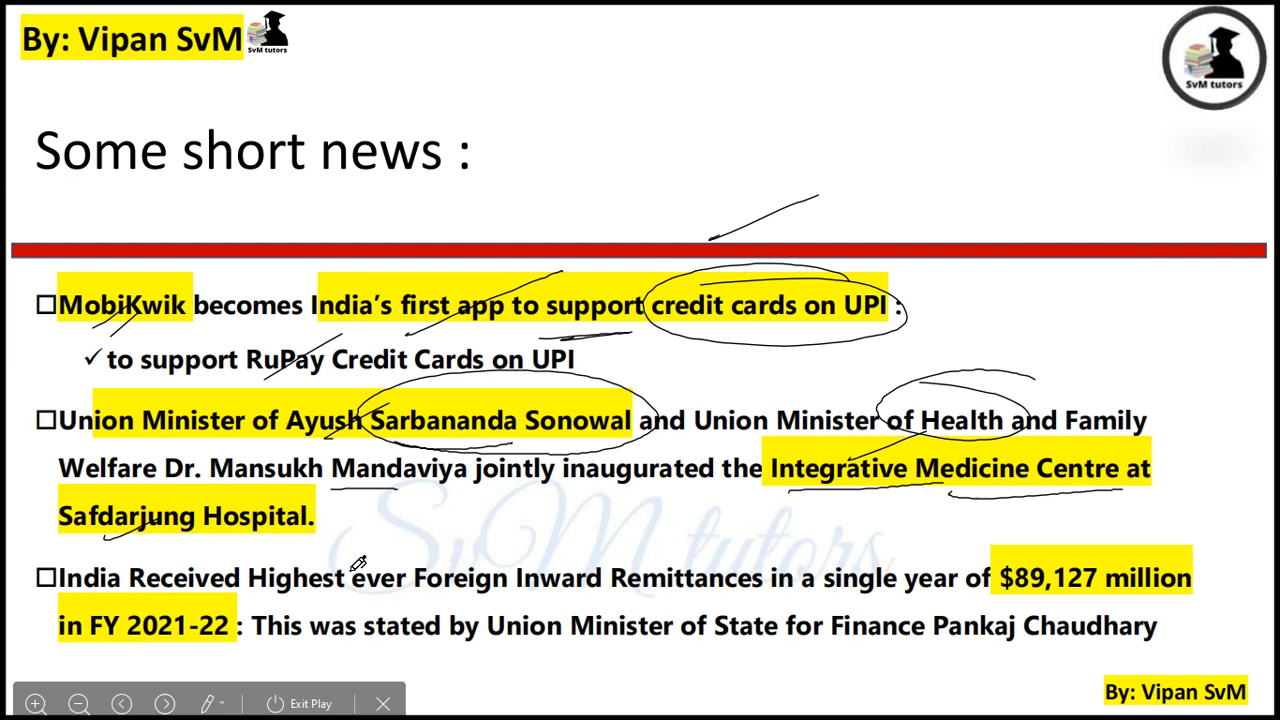 By: Vipan SvM
SvM tutors
SvM tutors
Some short news :
MobiKwik becomes India's first app to support credit cards on UPI :
✓ to support RuPay Credit Cards on UPI
Union Minister of Ayush Sarbananda Sonowal and Union Minister of Health and Family
Welfare Dr. Mansukh Mandaviya jointly inaugurated the Integrative Medicine Centre at
Safdarjung Hospital.
SvM tutors
India Received Highest ever Foreign Inward Remittances in a single year of $89,127 million
in FY 2021-22 : This was stated by Union Minister of State for Finance Pankaj Chaudhary
By: Vipan SvM
Exit Play